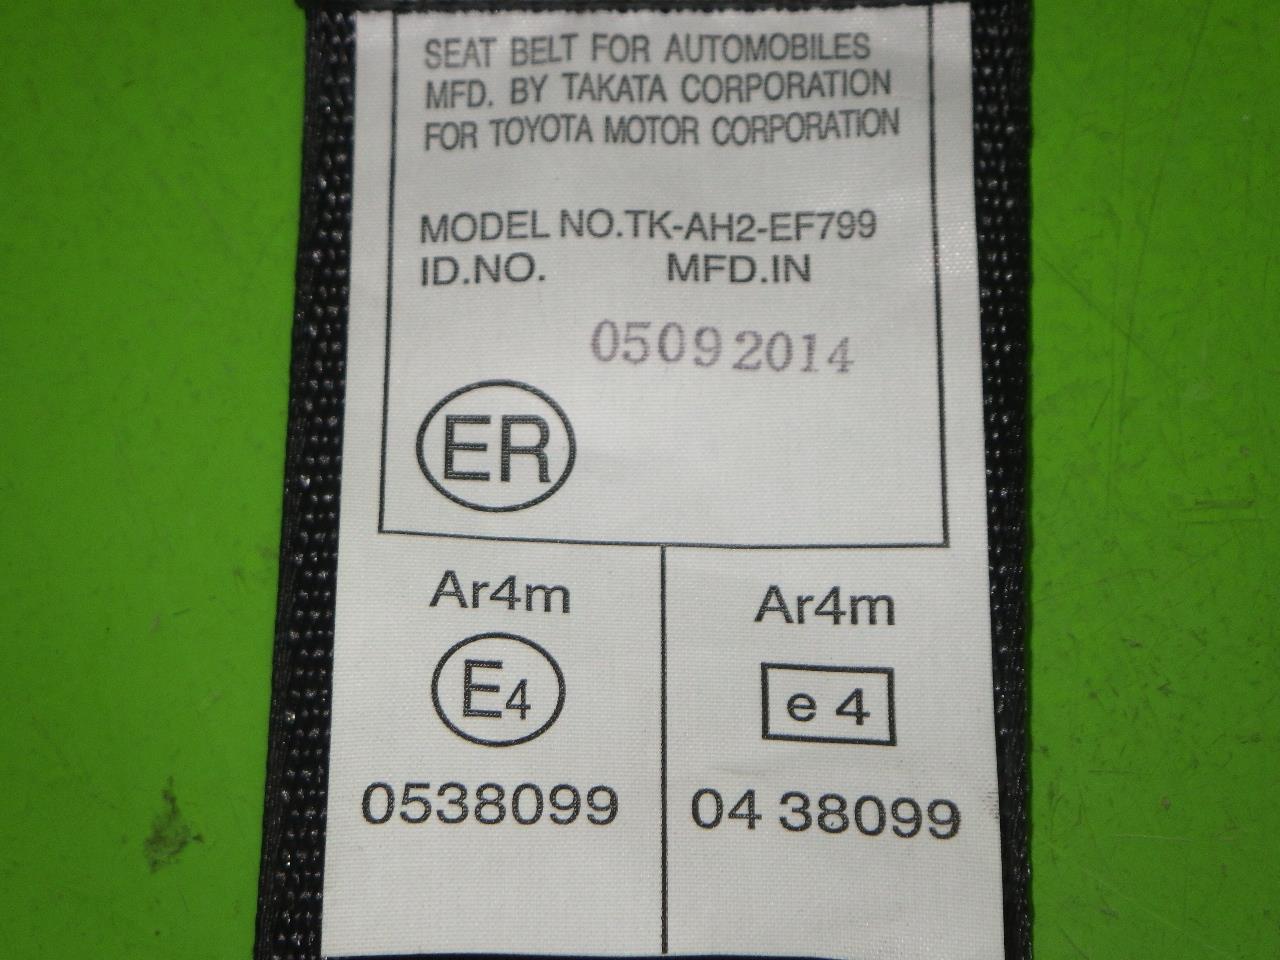 SEAT BELT FOR AUTOMOBILES
MFD. BY TAKATA CORPORATION
FOR TOYOTA MOTOR CORPORATION
MODEL NO.TK-AH2-EF799
ID.NO. MFD.IN
05092014
ER
Ar4m
E4
0538099
Ar4m
e 4
04 38099